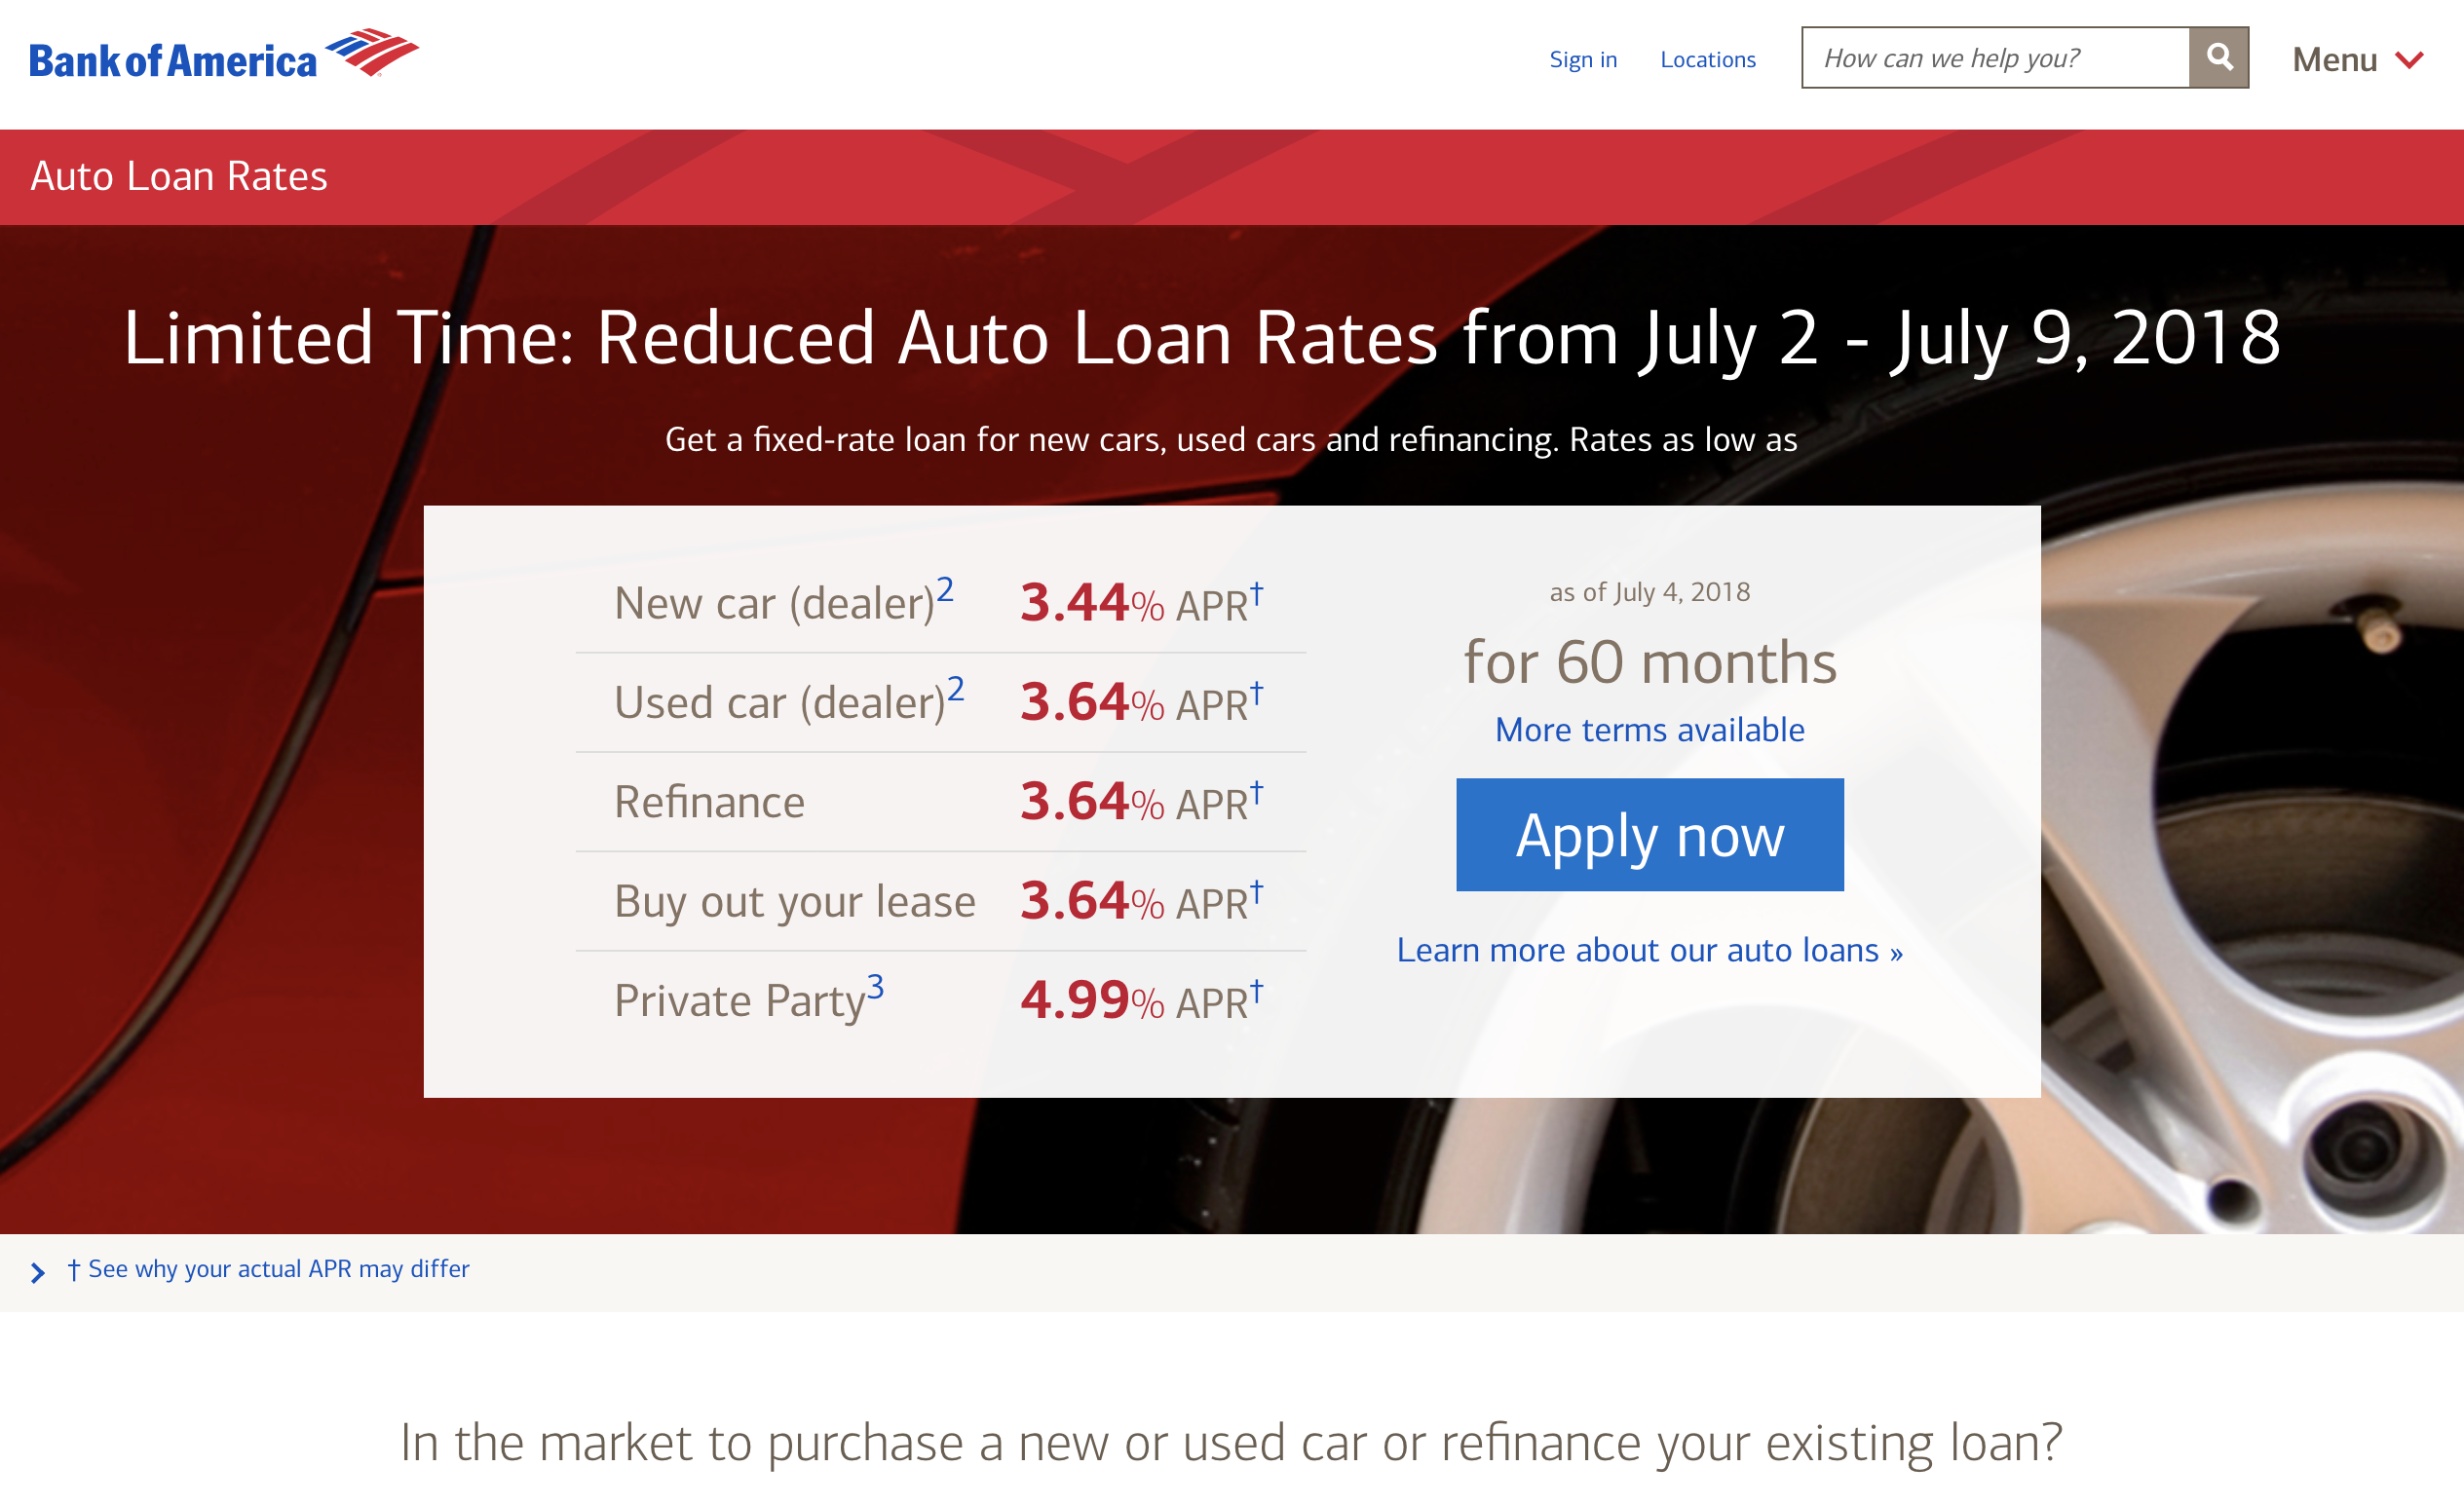 Bank of America
Sign in
Locations
How can we help you?
Menu
Auto Loan Rates
Limited Time: Reduced Auto Loan Rates from July 2 - July 9, 2018
Get a fixed-rate loan for new cars, used cars and refinancing. Rates as low as
New car (dealer)2 3.44% APR†
Used car (dealer)2 3.64% APR†
Refinance 3.64% APR†
Buy out your lease 3.64% APR†
Private Party3 4.99% APR†
as of July 4, 2018
for 60 months
More terms available
Apply now
Learn more about our auto loans »
† See why your actual APR may differ
In the market to purchase a new or used car or refinance your existing loan?